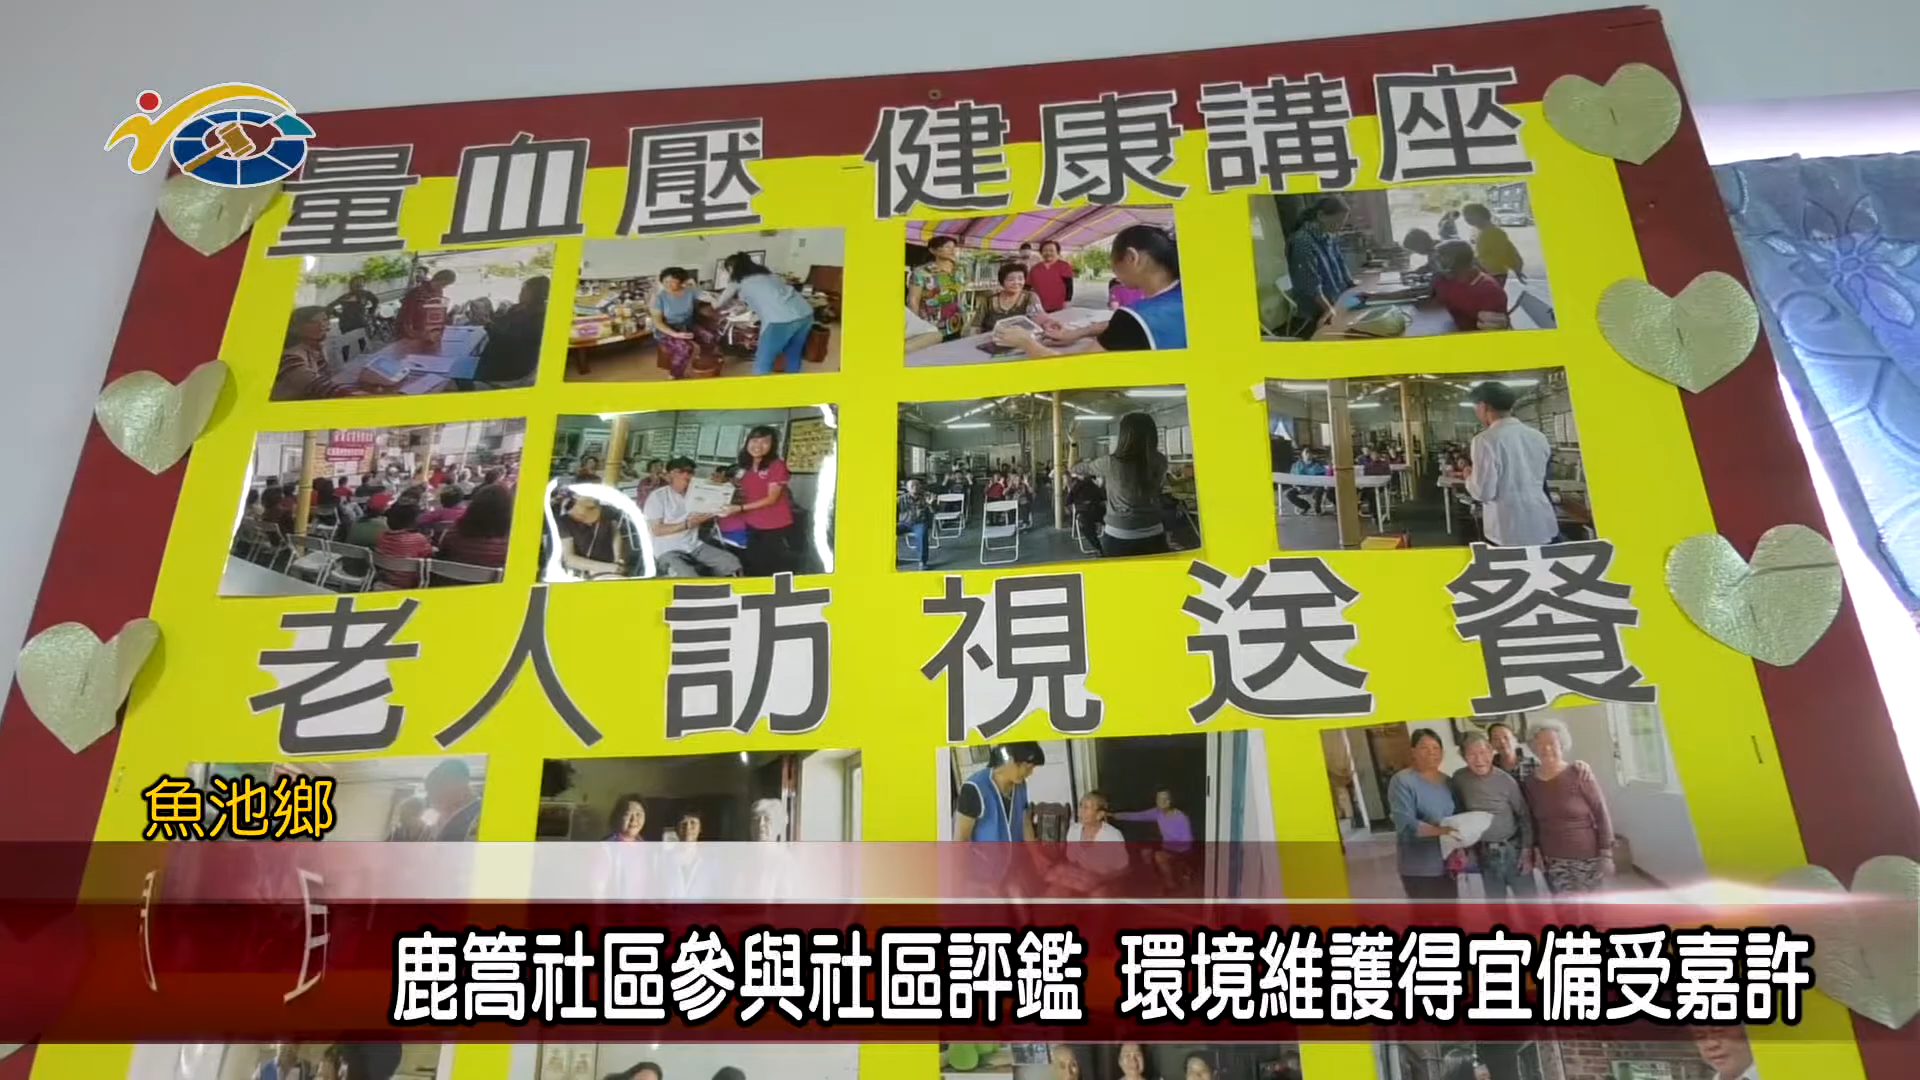 量血壓 健康講座
老人訪視送餐
魚池鄉
鹿篙社區參與社區評鑑 環境維護得宜備受嘉許